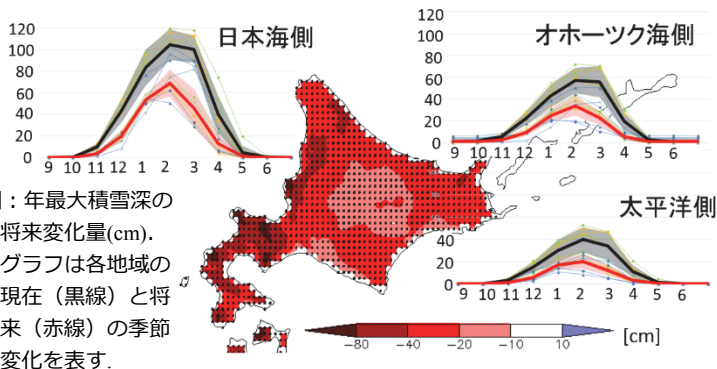 日本海側
120
100
80
60
40
20
0
9 10 11 12 1 2 3 4 5 6
オホーツク海側
120
100
80
60
40
20
0
9 10 11 12 1 2 3 4 5 6
：年最大積雪深の
将来変化量(cm).
グラフは各地域の
現在（黒線）と将
来（赤線）の季節
変化を表す.
太平洋側
40
20
0
9 10 11 12 1 2 3 4 5 6
-80 -40 -20 -10 10 [cm]